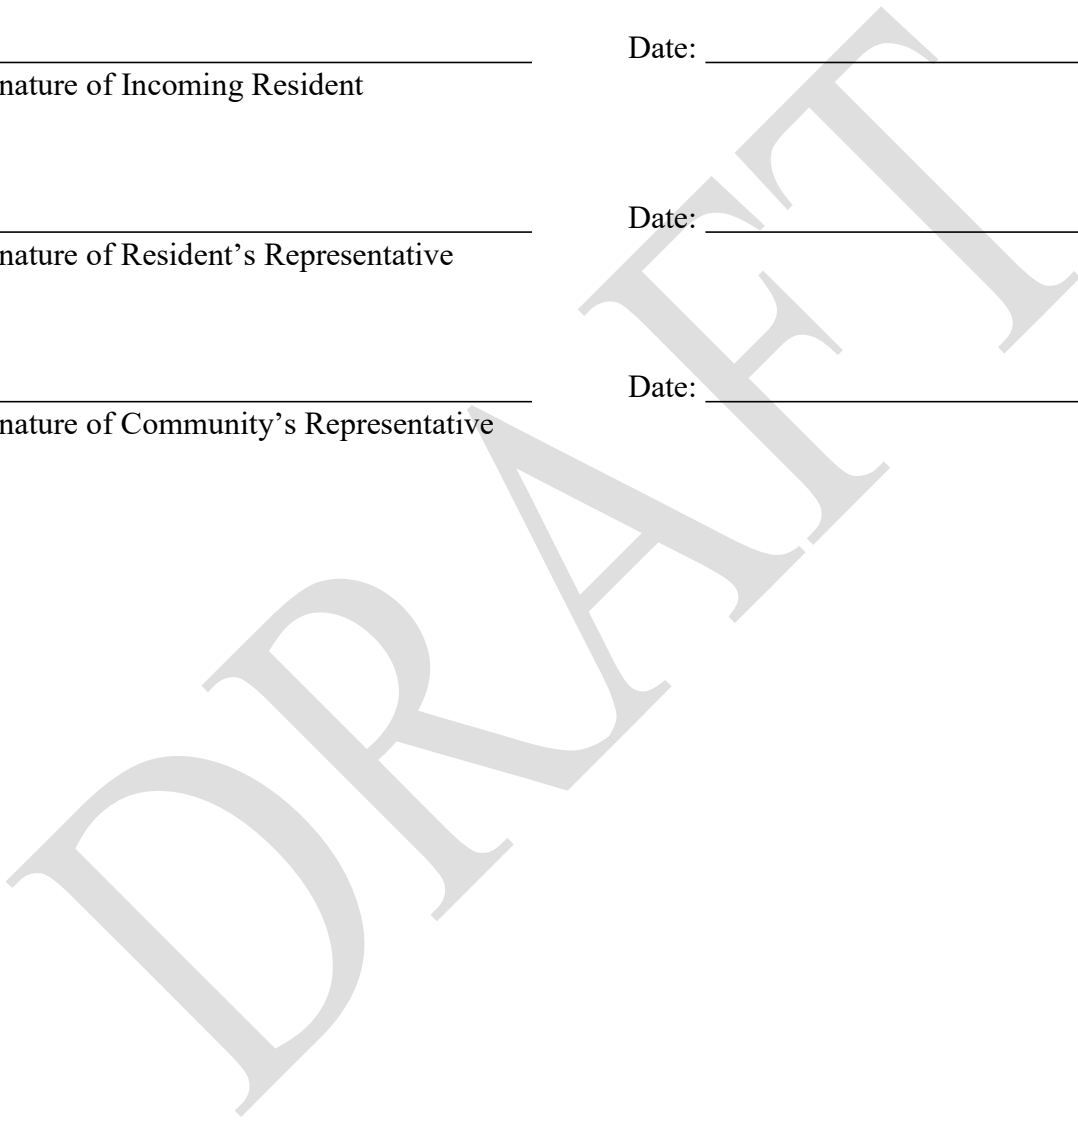 Date:
nature of Incoming Resident
Date:
nature of Resident’s Representative
Date:
nature of Community’s Representative
DRAFT